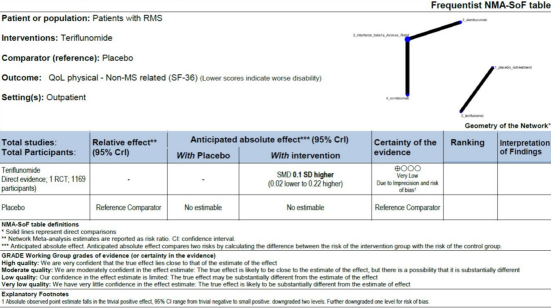 Frequentist NMA-SoF table
Patient or population: Patients with RMS
Interventions: Teriflunomide
Comparator (reference): Placebo
Outcome: QoL physical - Non-MS related (SF-36) (Lower scores indicate worse disability)
Setting(s): Outpatient
Geometry of the Network*
Total studies:
Total Participants:
Relative effect**
(95% CrI)
Anticipated absolute effect*** (95% CrI)
With Placebo
With intervention
Certainty of the
evidence
Ranking
Interpretation
of Findings
Teriflunomide
Direct evidence; 1 RCT; 1169
participants)
-
-
SMD 0.1 SD higher
(0.02 lower to 0.22 higher)
⊕◯◯◯
Very Low
Due to Imprecision and risk
of bias¹
Placebo
Reference Comparator
No estimable
No estimable
Reference Comparator
NMA-SoF table definitions
* Solid lines represent direct comparisons
** Network Meta-analysis estimates are reported as risk ratio. CI: confidence interval.
*** Anticipated absolute effect. Anticipated absolute effect compares two risks by calculating the difference between the risk of the intervention group with the risk of the control group.
GRADE Working Group grades of evidence (or certainty in the evidence)
High quality: We are very confident that the true effect lies close to that of the estimate of the effect
Moderate quality: We are moderately confident in the effect estimate: The true effect is likely to be close to the estimate of the effect, but there is a possibility that it is substantially different
Low quality: Our confidence in the effect estimate is limited: The true effect may be substantially different from the estimate of the effect
Very low quality: We have very little confidence in the effect estimate: The true effect is likely to be substantially different from the estimate of effect
Explanatory Footnotes
1 Absolute observed point estimate falls in the trivial positive effect, 95% CI range from trivial negative to small positive: downgraded two levels. Further downgraded one level for risk of bias.